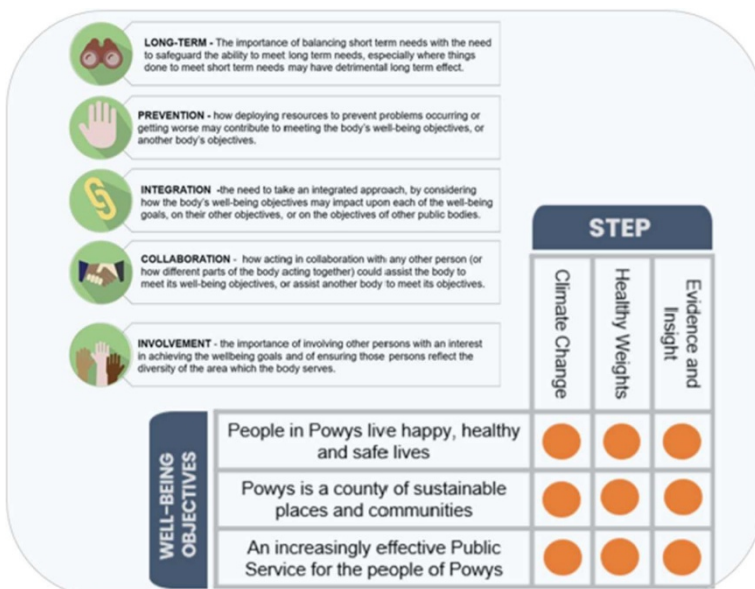 LONG-TERM - The importance of balancing short term needs with the need
to safeguard the ability to meet long term needs, especially where things
done to meet short term needs may have detrimental long term effect.
PREVENTION - how deploying resources to prevent problems occurring or
getting worse may contribute to meeting the body's well-being objectives, or
another body's objectives.
INTEGRATION -the need to take an integrated approach, by considering
how the body's well-being objectives may impact upon each of the well-being
goals, on their other objectives, or on the objectives of other public bodies.
COLLABORATION - how acting in collaboration with any other person (or
how different parts of the body acting together) could assist the body to
meet its well-being objectives, or assist another body to meet its objectives.
INVOLVEMENT - the importance of involving other persons with an interest
in achieving the wellbeing goals and of ensuring those persons reflect the
diversity of the area which the body serves.
STEP
Climate Change
Healthy Weights
Evidence and
Insight
WELL-BEING
OBJECTIVES
People in Powys live happy, healthy
and safe lives
Powys is a county of sustainable
places and communities
An increasingly effective Public
Service for the people of Powys